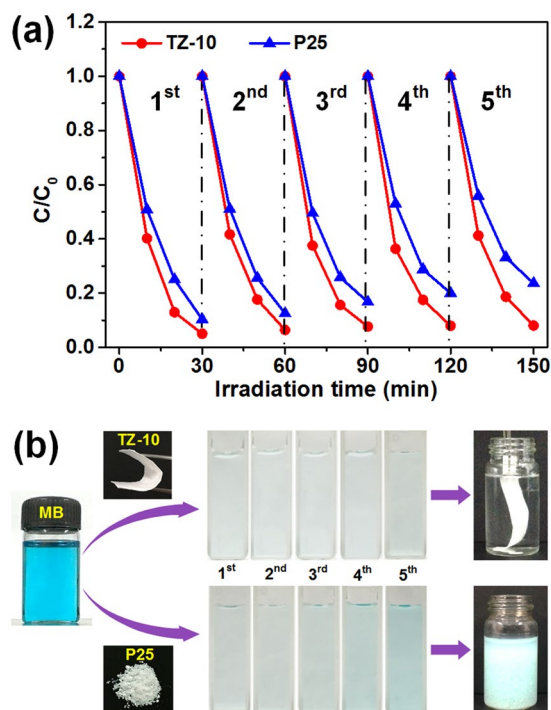 (a)
TZ-10 P25
1st 2nd 3rd 4th 5th
C/C0
1.2
1.0
0.8
0.6
0.4
0.2
0.0
0 30 60 90 120 150
Irradiation time (min)
(b)
TZ-10
MB
1st 2nd 3rd 4th 5th
P25